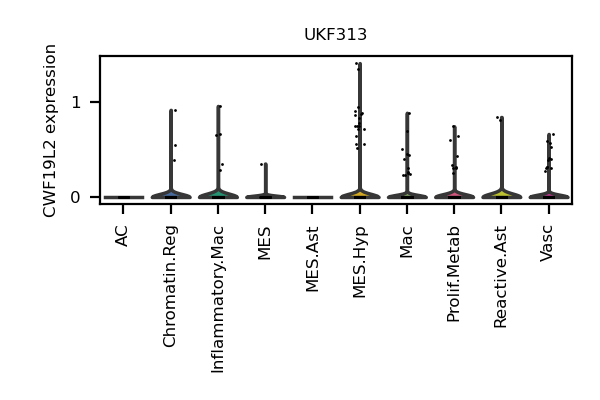 UKF313
CWF19L2 expression
1
0
AC
Chromatin.Reg
Inflammatory.Mac
MES
MES.Ast
MES.Hyp
Mac
Prolif.Metab
Reactive.Ast
Vasc